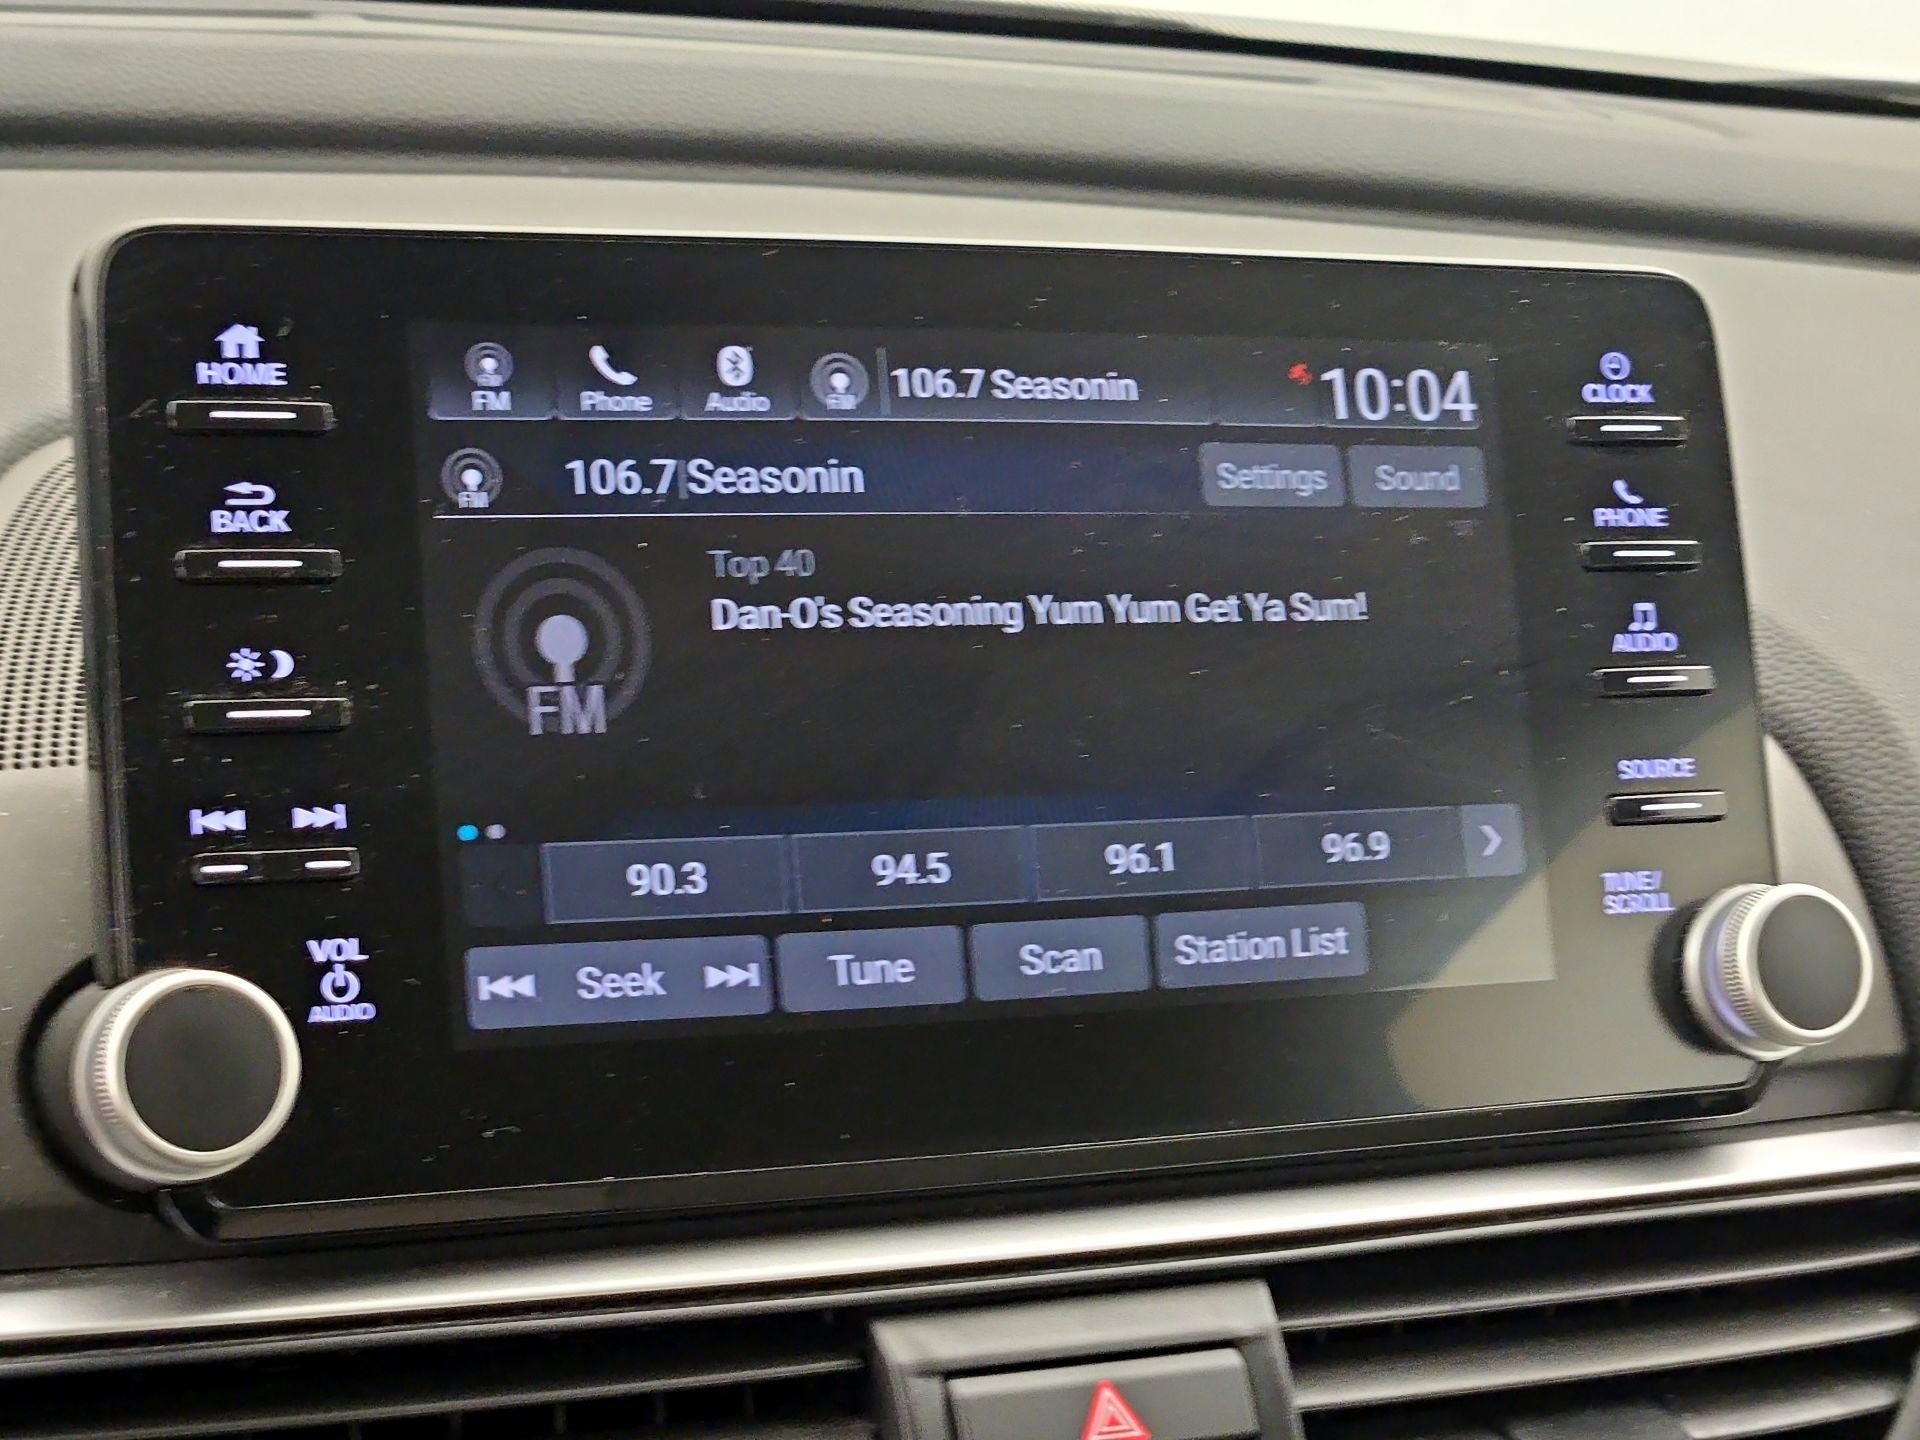 HOME
FM
Phone
Audio
FM
106.7 Seasonin
10:04
CLOCK
BACK
FM
106.7 Seasonin
Settings
Sound
PHONE
Top 40
Dan-O's Seasoning Yum Yum Get Ya Sum!
FM
AUDIO
SOURCE
90.3
94.5
96.1
96.9
TUNE/
SCROLL
VOL
AUDIO
Seek
Tune
Scan
Station List